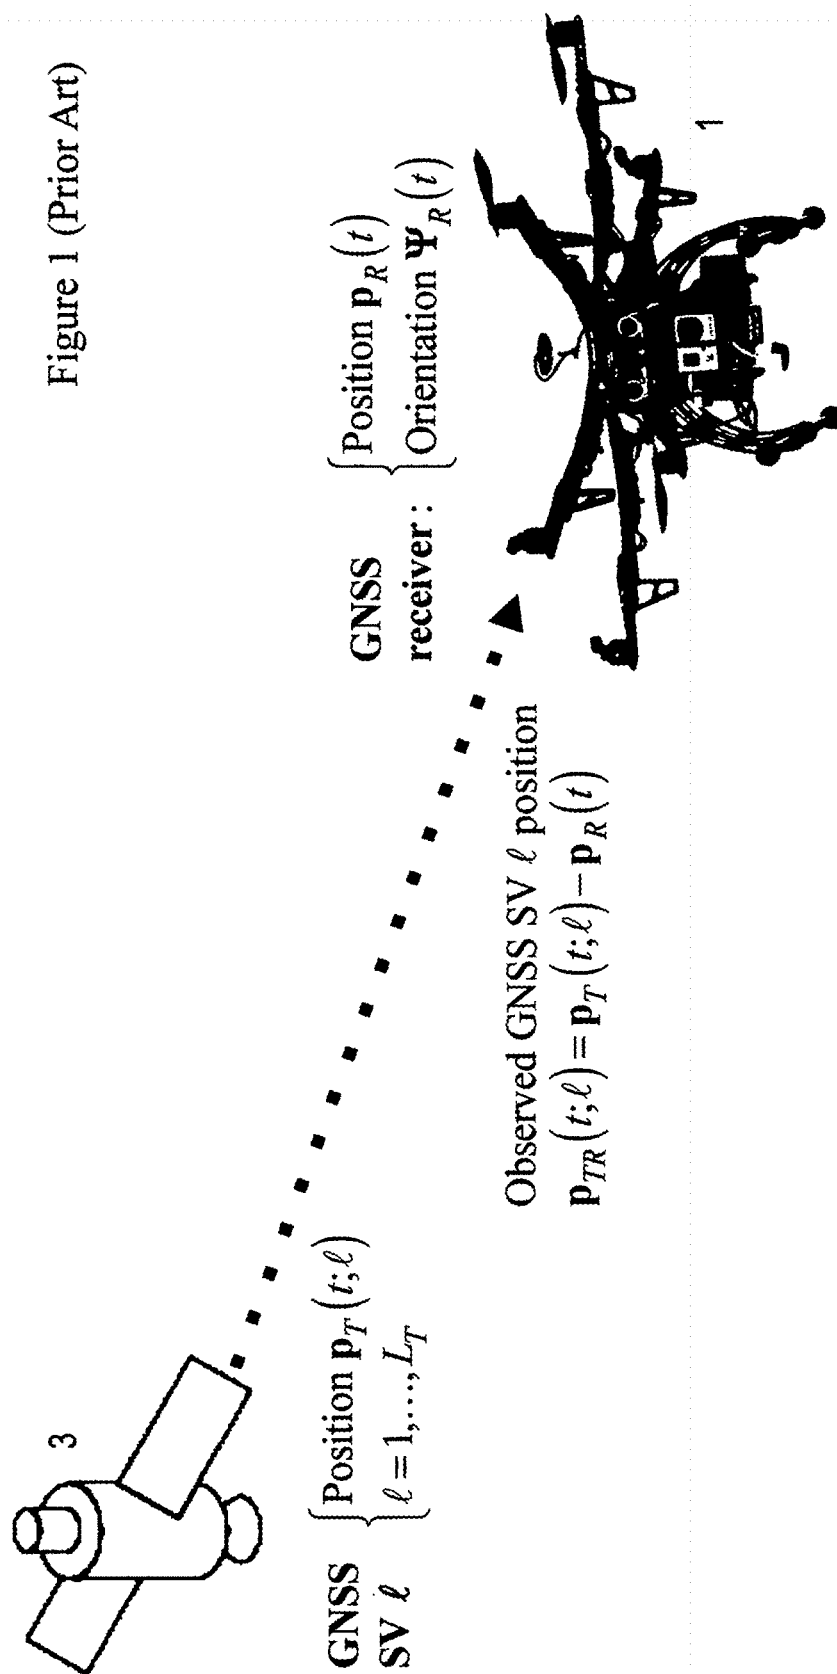 Figure 1 (Prior Art)
3
GNSS
SV ℓ
Position p_T(t;ℓ)
ℓ=1,...,L_T
GNSS
receiver:
Position p_R(t)
Orientation Ψ_R(t)
Observed GNSS SV ℓ position
p_TR(t;ℓ)=p_T(t;ℓ)−p_R(t)
1